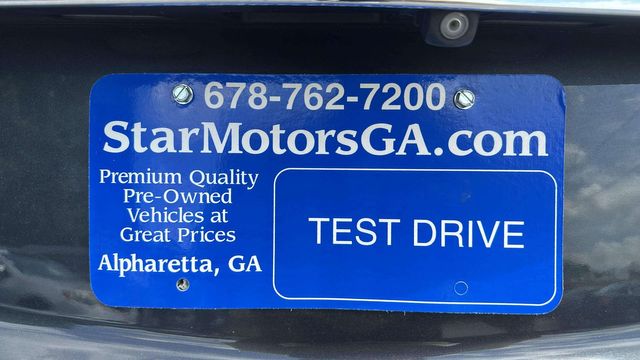 678-762-7200
StarMotorsGA.com
Premium Quality
Pre-Owned
Vehicles at
Great Prices
Alpharetta, GA
TEST DRIVE